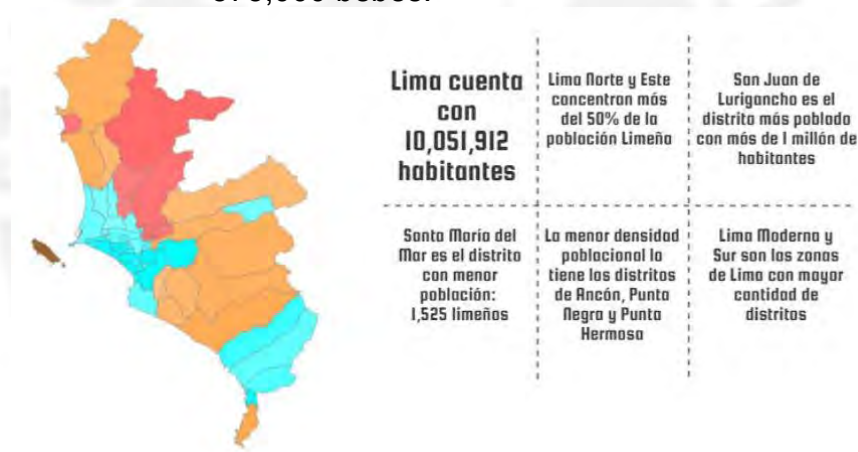 Lima cuenta
con
10,051,912
habitantes
Lima Norte y Este
concentran más
del 50% de la
población Limeña
San Juan de
Lurigancho es el
distrito más poblado
con más de 1 millón de
habitantes
Santa María del
Mar es el distrito
con menor
población:
1,525 limeños
La menor densidad
poblacional la
tiene los distritos
de Ancón, Punta
Negra y Punta
Hermosa
Lima Moderna y
Sur son las zonas
de Lima con mayor
cantidad de
distritos